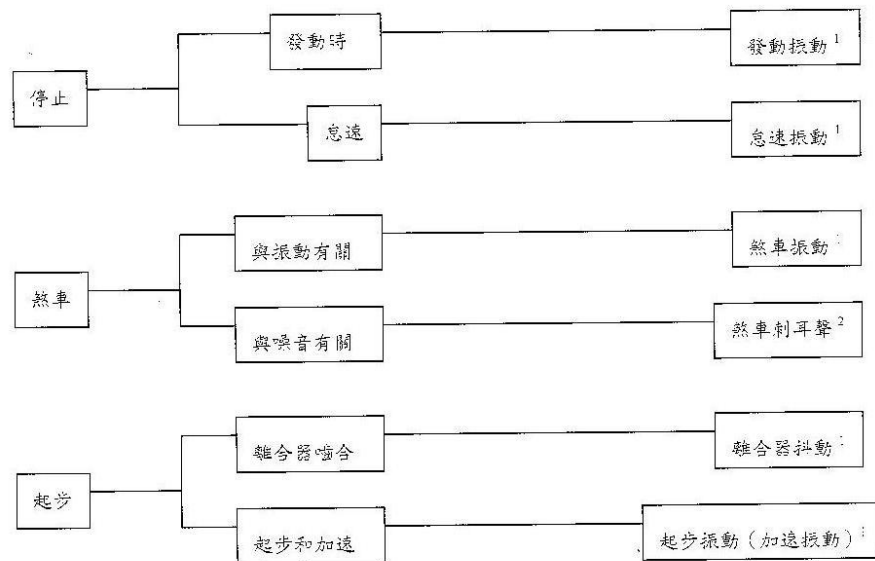 發動時
發動振動¹
停止
怠速
怠速振動¹
與振動有關
煞車振動
煞車
與噪音有關
煞車刺耳聲²
離合器嚙合
離合器抖動
起步
起步和加速
起步振動（加速振動）